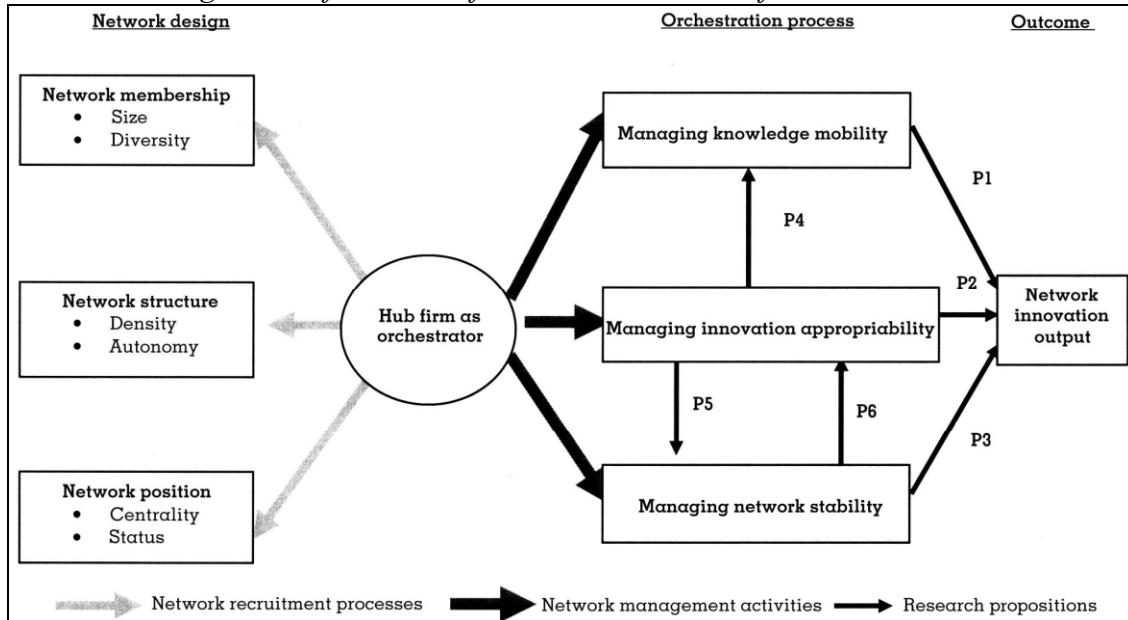 Network design
Orchestration process
Outcome
Network membership
• Size
• Diversity
Managing knowledge mobility
P1
P4
Network structure
• Density
• Autonomy
Hub firm as
orchestrator
Managing innovation appropriability
P2
Network
innovation
output
P5
P6
P3
Network position
• Centrality
• Status
Managing network stability
Network recruitment processes
Network management activities
Research propositions